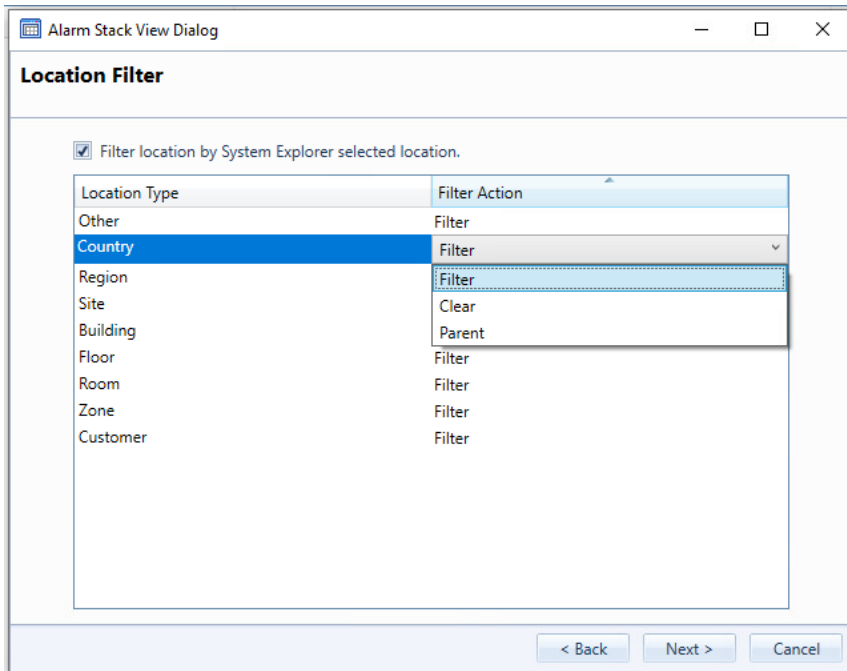 Alarm Stack View Dialog
Location Filter
Filter location by System Explorer selected location.
Location Type Filter Action
Other Filter
Country Filter
Region Filter
Site Clear
Building Parent
Floor Filter
Room Filter
Zone Filter
Customer Filter
< Back Next > Cancel